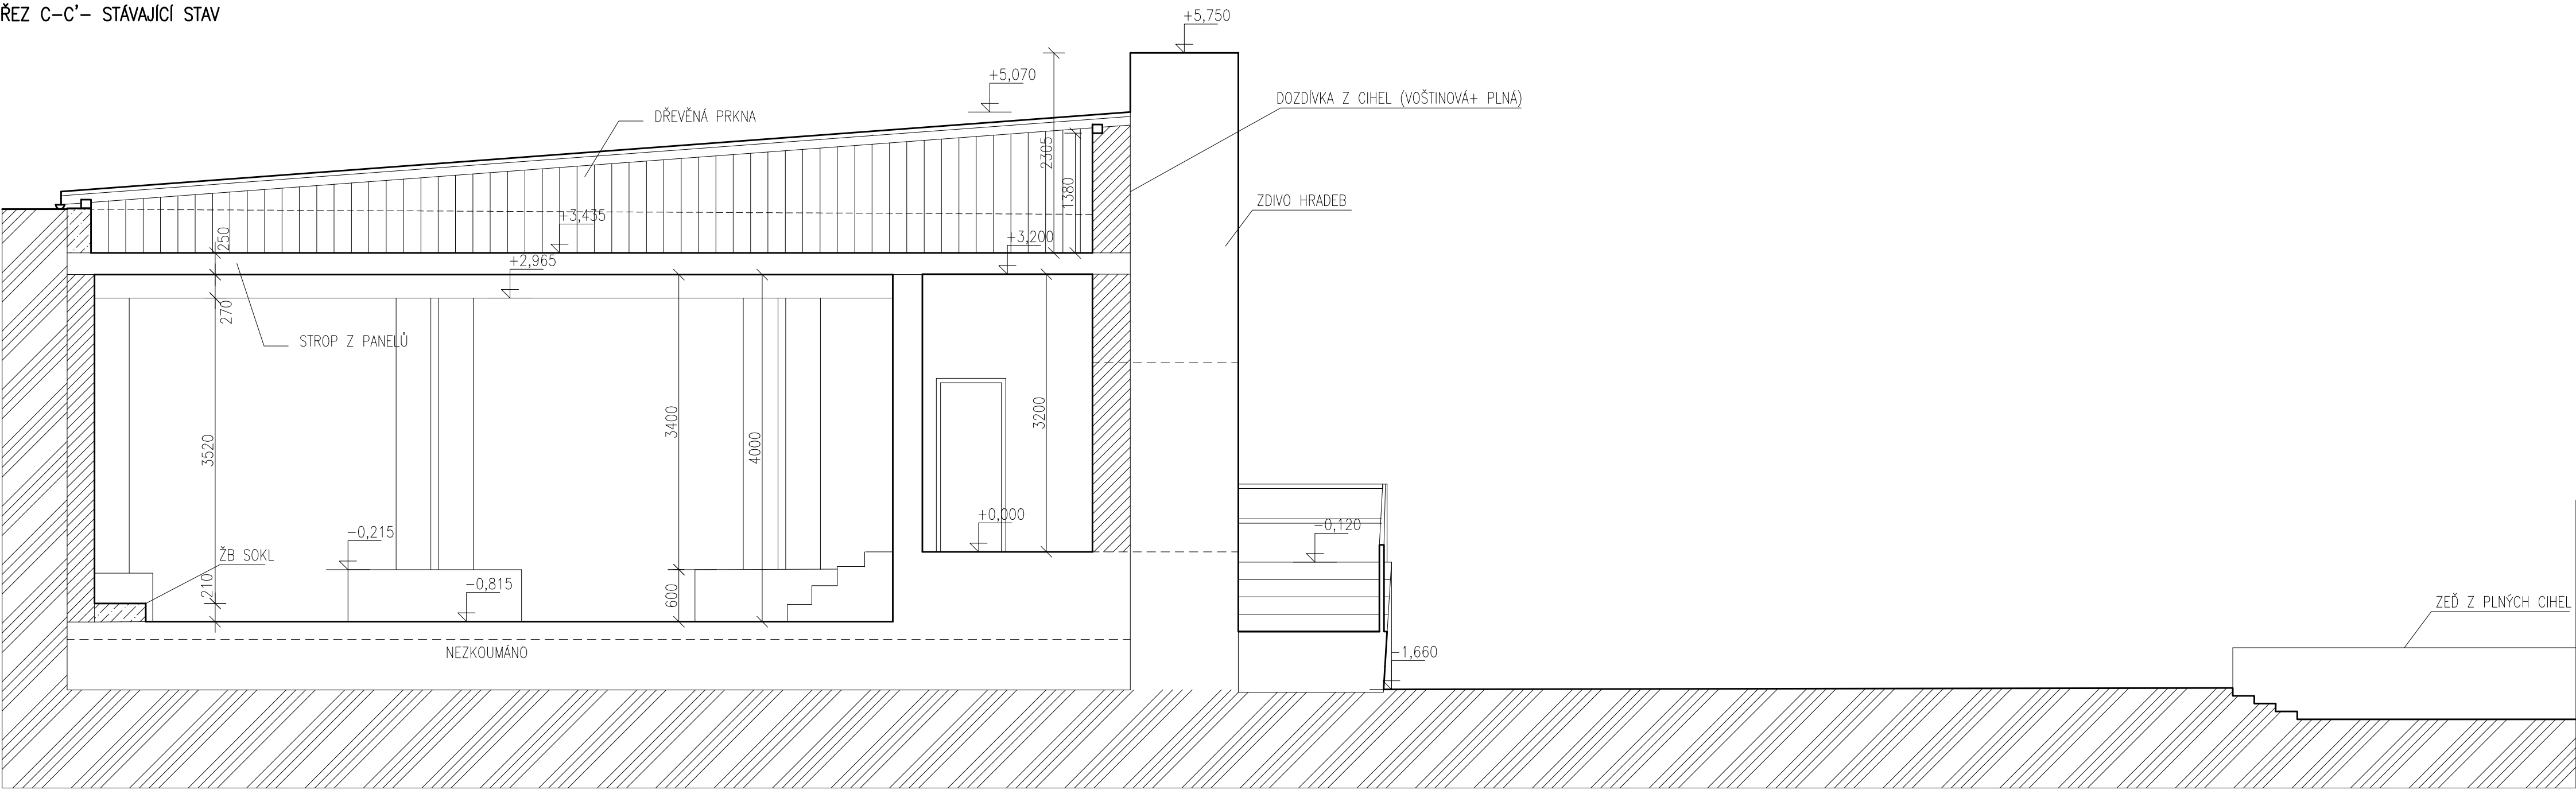 ŘEZ C-C'- STÁVAJÍCÍ STAV
+5,750
+5,070
DOZDÍVKA Z CIHEL (VOŠTINOVÁ+ PLNÁ)
DŘEVĚNÁ PRKNA
2305
1380
ZDIVO HRADEB
+3,435
250
+3,200
+2,965
270
STROP Z PANELŮ
3520
3400
4000
3200
+0,000
-0,120
-0,215
ŽB SOKL
210
-0,815
600
ZEĎ Z PLNÝCH CIHEL
NEZKOUMÁNO
-1,660